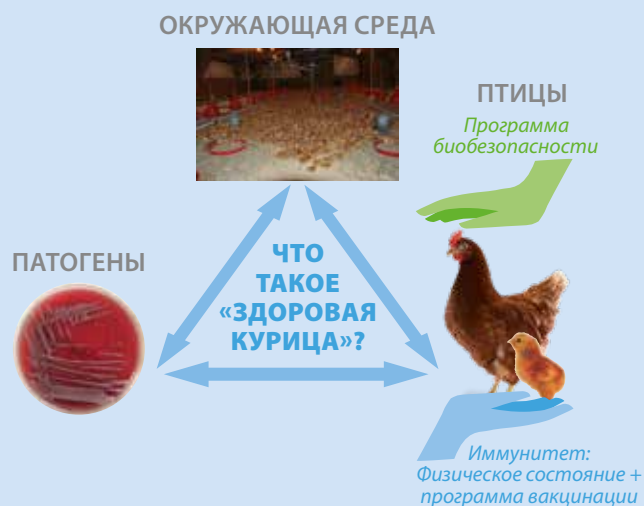 ОКРУЖАЮЩАЯ СРЕДА
ПТИЦЫ
Программа
биобезопасности
ПАТОГЕНЫ
ЧТО
ТАКОЕ
«ЗДОРОВАЯ
КУРИЦА»?
Иммунитет:
Физическое состояние +
программа вакцинации